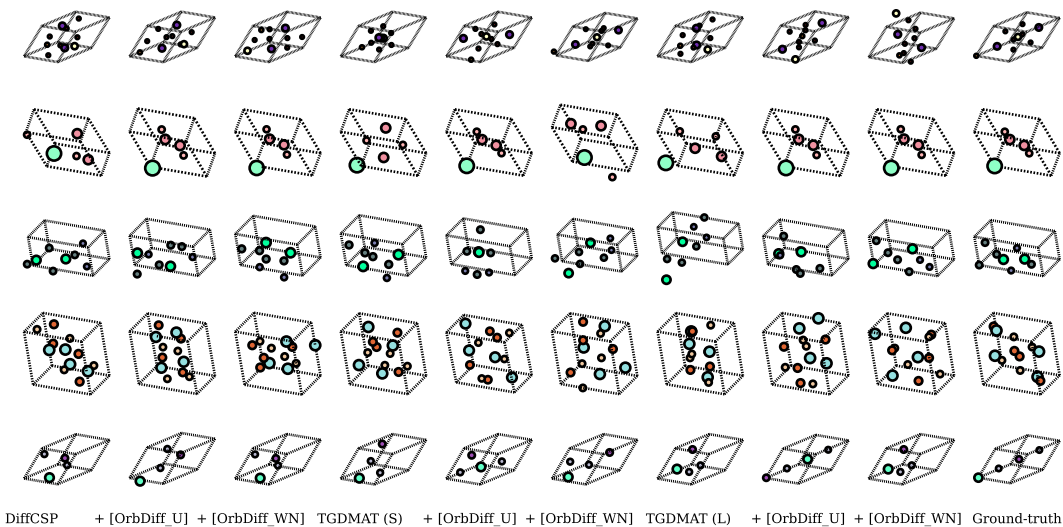 DiffCSP + [OrbDiff_U] + [OrbDiff_WN] TGDMAT (S) + [OrbDiff_U] + [OrbDiff_WN] TGDMAT (L) + [OrbDiff_U] + [OrbDiff_WN] Ground-truth